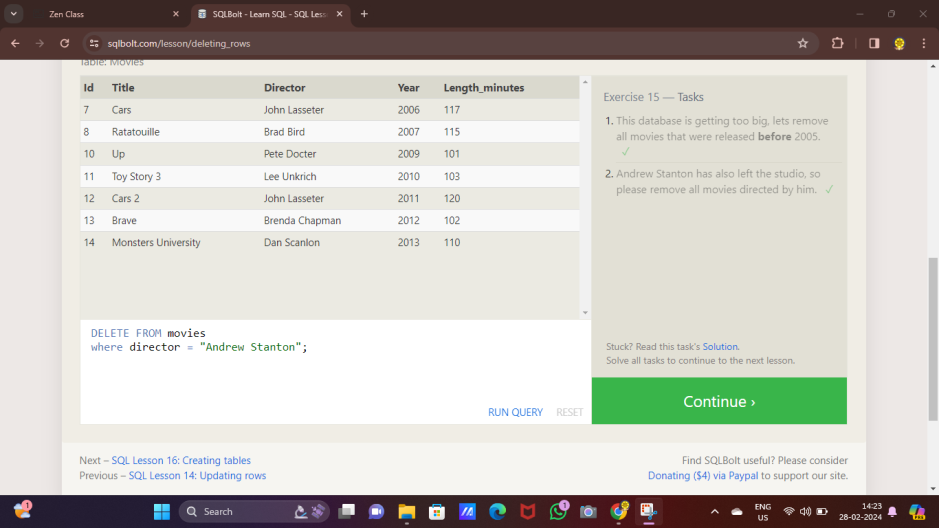 Zen Class
SQLBolt - Learn SQL - SQL Less
sqlbolt.com/lesson/deleting_rows
Table: Movies
Id Title Director Year Length_minutes
7 Cars John Lasseter 2006 117
8 Ratatouille Brad Bird 2007 115
10 Up Pete Docter 2009 101
11 Toy Story 3 Lee Unkrich 2010 103
12 Cars 2 John Lasseter 2011 120
13 Brave Brenda Chapman 2012 102
14 Monsters University Dan Scanlon 2013 110
DELETE FROM movies
where director = "Andrew Stanton";
RUN QUERY RESET
Exercise 15 — Tasks
1. This database is getting too big, lets remove
all movies that were released before 2005.
✓
2. Andrew Stanton has also left the studio, so
please remove all movies directed by him. ✓
Stuck? Read this task's Solution.
Solve all tasks to continue to the next lesson.
Continue ›
Next – SQL Lesson 16: Creating tables
Previous – SQL Lesson 14: Updating rows
Find SQLBolt useful? Please consider
Donating ($4) via Paypal to support our site.
1
Search
1
ENG
US
14:23
28-02-2024